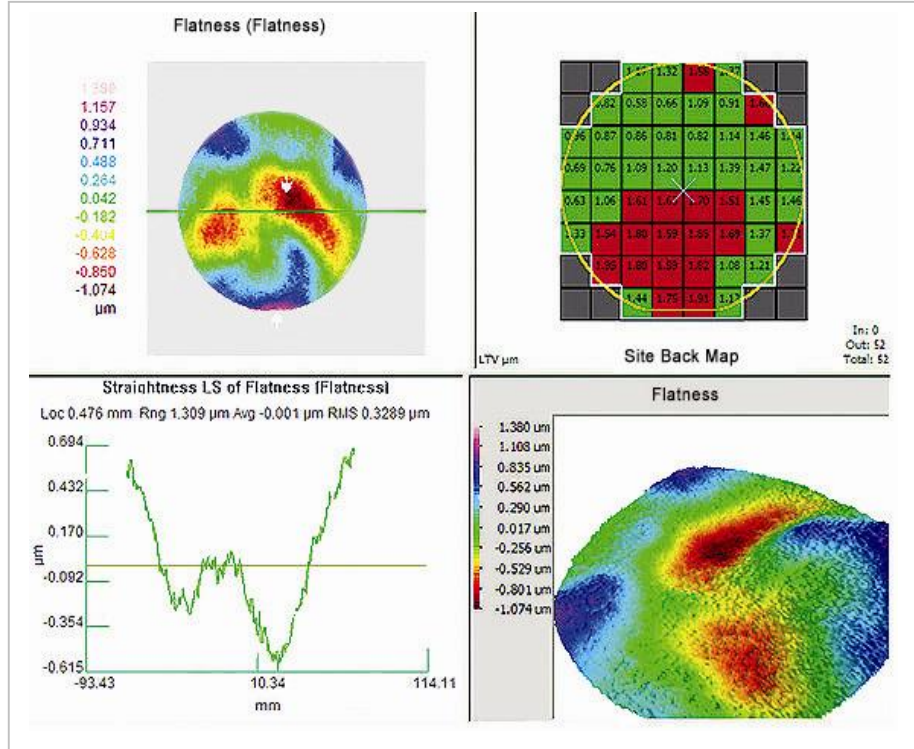 Flatness (Flatness)
1.380
1.157
0.934
0.711
0.488
0.264
0.042
-0.182
-0.404
-0.628
-0.850
-1.074
µm
1.17 1.32 1.58 1.37
0.82 0.58 0.66 1.09 0.91
0.96 0.87 0.86 0.81 0.82 1.14 1.46
0.69 0.76 1.09 1.20 1.13 1.39 1.47 1.22
0.63 1.06 1.61 1.70 1.51 1.45 1.46
1.33 1.54 1.80 1.59 1.69 1.37
1.95 1.80 1.82 1.08 1.21
1.44 1.75 1.91
LTV µm
Site Back Map
In: 0
Out: 52
Total: 52
Straightness LS of Flatness (Flatness)
Loc 0.476 mm Rng 1.309 µm Avg -0.001 µm RMS 0.3289 µm
0.694
0.432
0.170
-0.092
-0.354
-0.615
µm
-93.43
10.34
114.11
mm
Flatness
1.380 um
1.108 um
0.835 um
0.562 um
0.290 um
0.017 um
-0.256 um
-0.529 um
-0.801 um
-1.074 um